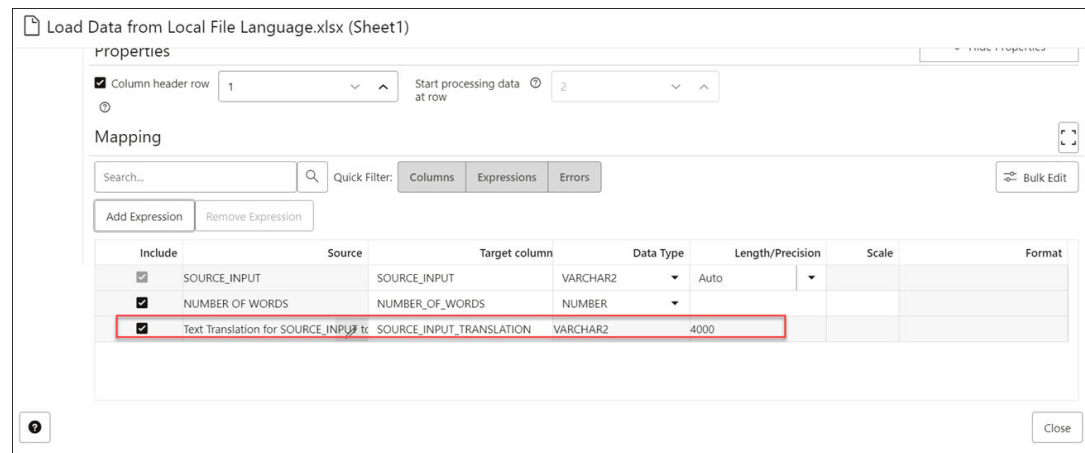 Load Data from Local File Language.xlsx (Sheet1)
Properties
Hide Properties
Column header row 1 Start processing data at row 2
Mapping
Search... Quick Filter: Columns Expressions Errors Bulk Edit
Add Expression Remove Expression
Include Source Target column Data Type Length/Precision Scale Format
SOURCE_INPUT SOURCE_INPUT VARCHAR2 Auto
NUMBER OF WORDS NUMBER_OF_WORDS NUMBER
Text Translation for SOURCE_INPUT to SOURCE_INPUT_TRANSLATION VARCHAR2 4000
Close